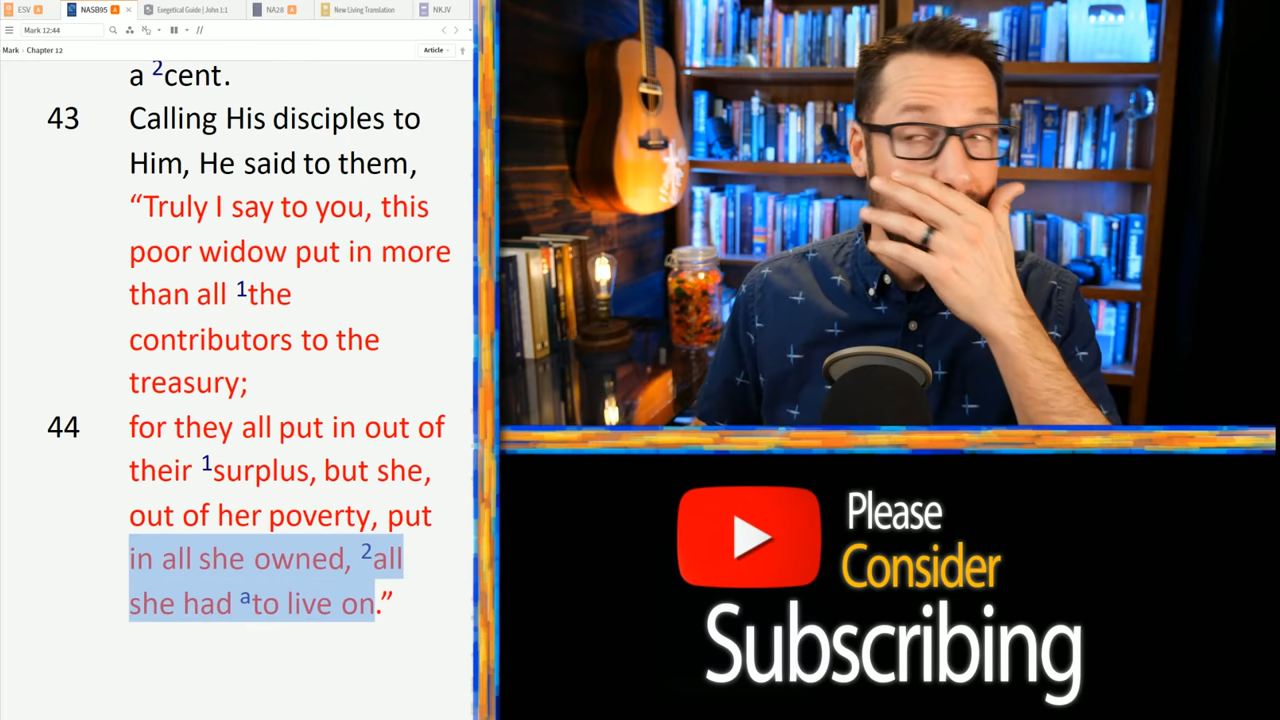 ESV A NASB95 A × Exegetical Guide | John 1:1 NA28 A New Living Translation NKJV
Mark 12:44
Mark › Chapter 12 Article
a ²cent.
43 Calling His disciples to
Him, He said to them,
“Truly I say to you, this
poor widow put in more
than all ¹the
contributors to the
treasury;
44 for they all put in out of
their ¹surplus, but she,
out of her poverty, put
in all she owned, ²all
she had ᵃto live on.”
Please
Consider
Subscribing